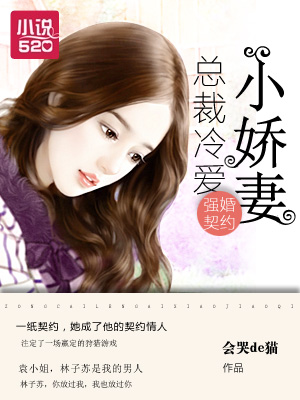 小说
520
总裁冷爱
小娇妻
强婚
契约
ZONGCAILENGAIXIAOJIAOQI
一纸契约，她成了他的契约情人
注定了一场赢定的狩猎游戏
袁小姐，林子苏是我的男人
林子苏，你放过我，我也放过你
会哭de猫
作品